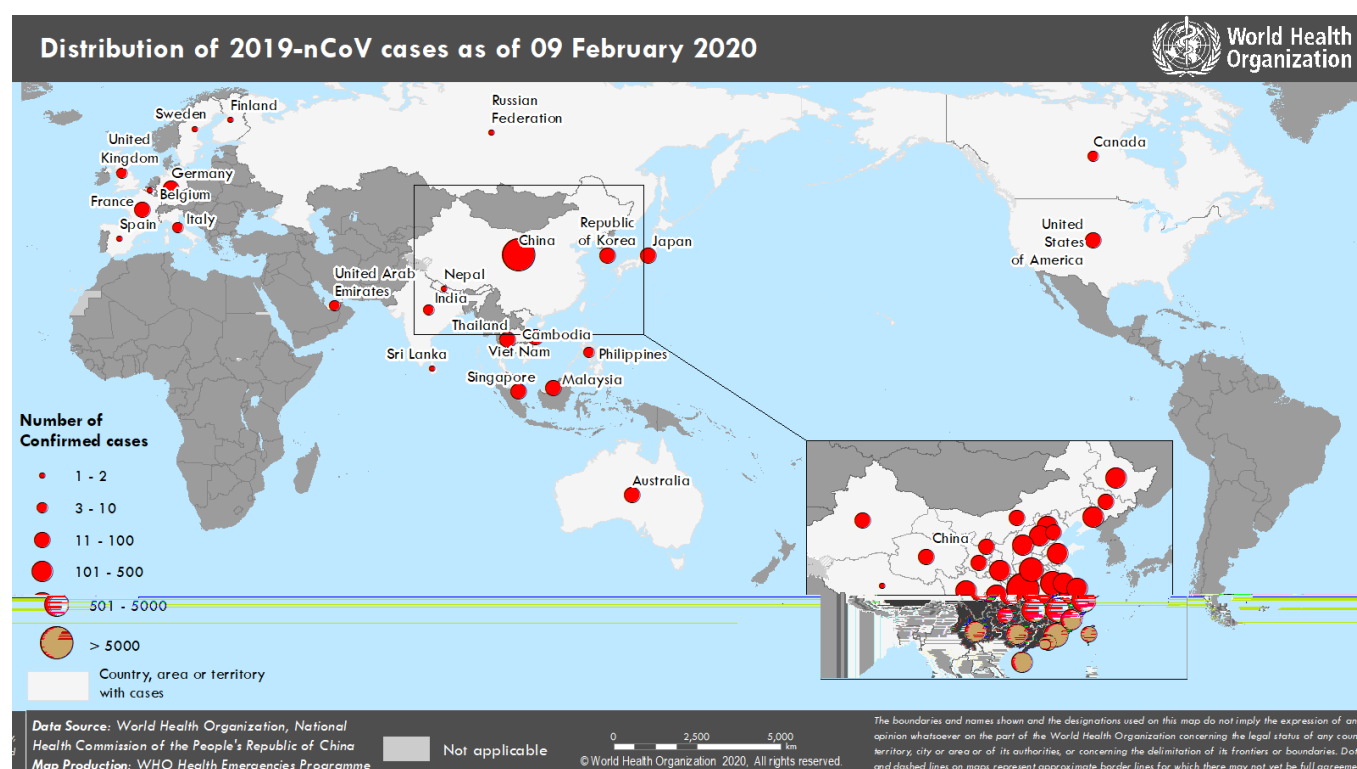 Distribution of 2019-nCoV cases as of 09 February 2020
World Health
Organization
Finland
Sweden
Russian
Federation
United
Kingdom
Germany
Belgium
France
Spain
Italy
Canada
United
States
of America
Republic
of Korea
Japan
China
Nepal
United Arab
Emirates
India
Thailand
Cambodia
Viet Nam
Sri Lanka
Philippines
Singapore
Malaysia
Australia
China
Number of
Confirmed cases
1 - 2
3 - 10
11 - 100
101 - 500
501 - 5000
> 5000
Country, area or territory
with cases
Data Source: World Health Organization, National
Health Commission of the People's Republic of China
Map Production: WHO Health Emergencies Programme
Not applicable
0 2,500 5,000
km
© World Health Organization 2020, All rights reserved.
The boundaries and names shown and the designations used on this map do not imply the expression of
opinion whatsoever on the part of the World Health Organization concerning the legal status of any
territory, city or area or of its authorities, or concerning the delimitation of its frontiers or boundaries.
and dashed lines on maps represent approximate border lines for which there may not yet be full